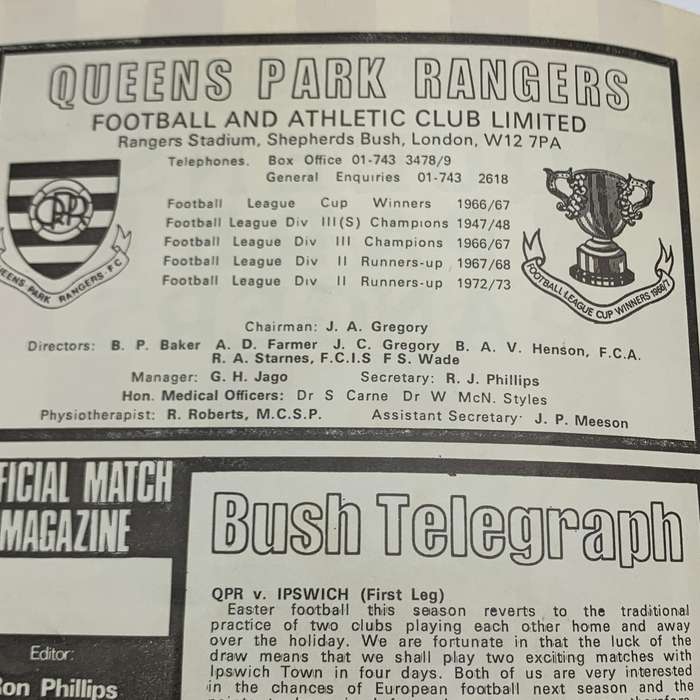 QUEENS PARK RANGERS
FOOTBALL AND ATHLETIC CLUB LIMITED
Rangers Stadium, Shepherds Bush, London, W12 7PA
Telephones. Box Office 01-743 3478/9
General Enquiries 01-743 2618
Football League Cup Winners 1966/67
Football League Div III(S) Champions 1947/48
Football League Div III Champions 1966/67
Football League Div II Runners-up 1967/68
Football League Div II Runners-up 1972/73
QPR
QUEENS PARK RANGERS F.C
FOOTBALL LEAGUE CUP WINNERS 1966/7
Chairman: J. A. Gregory
Directors: B. P. Baker A. D. Farmer J. C. Gregory B. A. V. Henson, F.C.A.
R. A. Starnes, F.C.I.S F S. Wade
Manager: G. H. Jago Secretary: R. J. Phillips
Hon. Medical Officers: Dr S Carne Dr W McN. Styles
Physiotherapist: R. Roberts, M.C.S.P. Assistant Secretary· J. P. Meeson
FICIAL MATCH
MAGAZINE
Editor:
on Phillips
Bush Telegraph
QPR v. IPSWICH (First Leg)
Easter football this season reverts to the traditional
practice of two clubs playing each other home and away
over the holiday. We are fortunate in that the luck of the
draw means that we shall play two exciting matches with
Ipswich Town in four days. Both of us are very interested
in the chances of European football next season and the